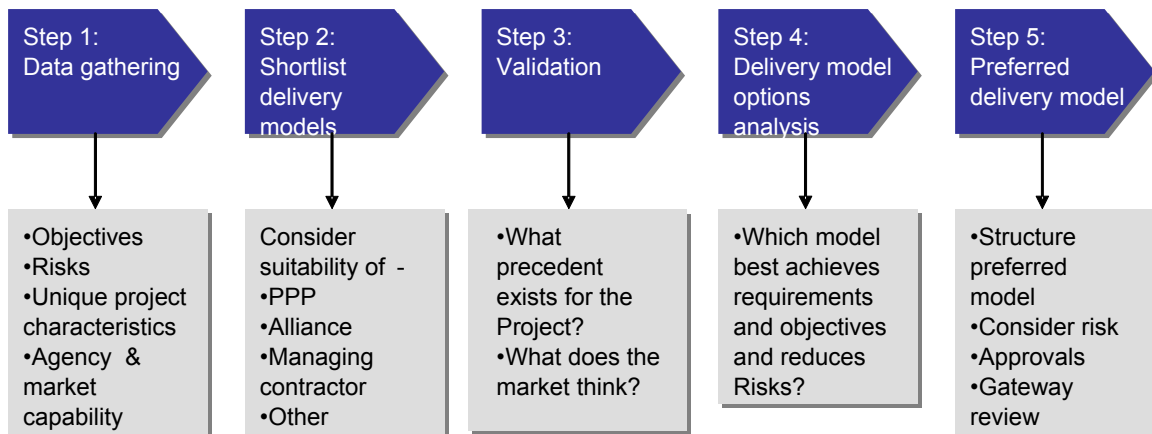 Step 1:
Data gathering
Step 2:
Shortlist
delivery
models
Step 3:
Validation
Step 4:
Delivery model
options
analysis
Step 5:
Preferred
delivery model
•Objectives
•Risks
•Unique project
characteristics
•Agency & 
market
capability
Consider
suitability of -
•PPP
•Alliance
•Managing
contractor
•Other
•What
precedent
exists for the
Project?
•What does the
market think?
•Which model
best achieves
requirements
and objectives
and reduces
Risks?
•Structure
preferred
model
•Consider risk
•Approvals
•Gateway
review